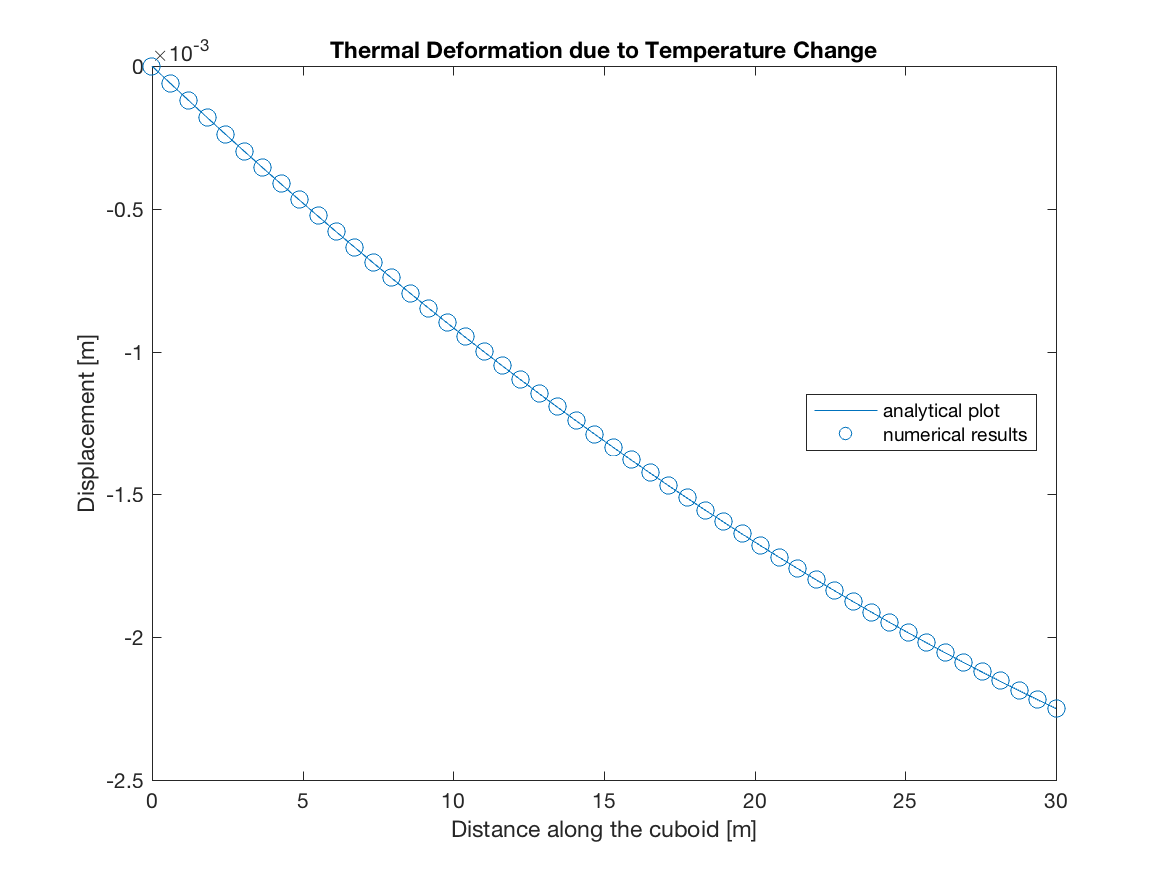 Thermal Deformation due to Temperature Change
×10^-3
0
-0.5
-1
-1.5
-2
-2.5
Displacement [m]
analytical plot
numerical results
0 5 10 15 20 25 30
Distance along the cuboid [m]